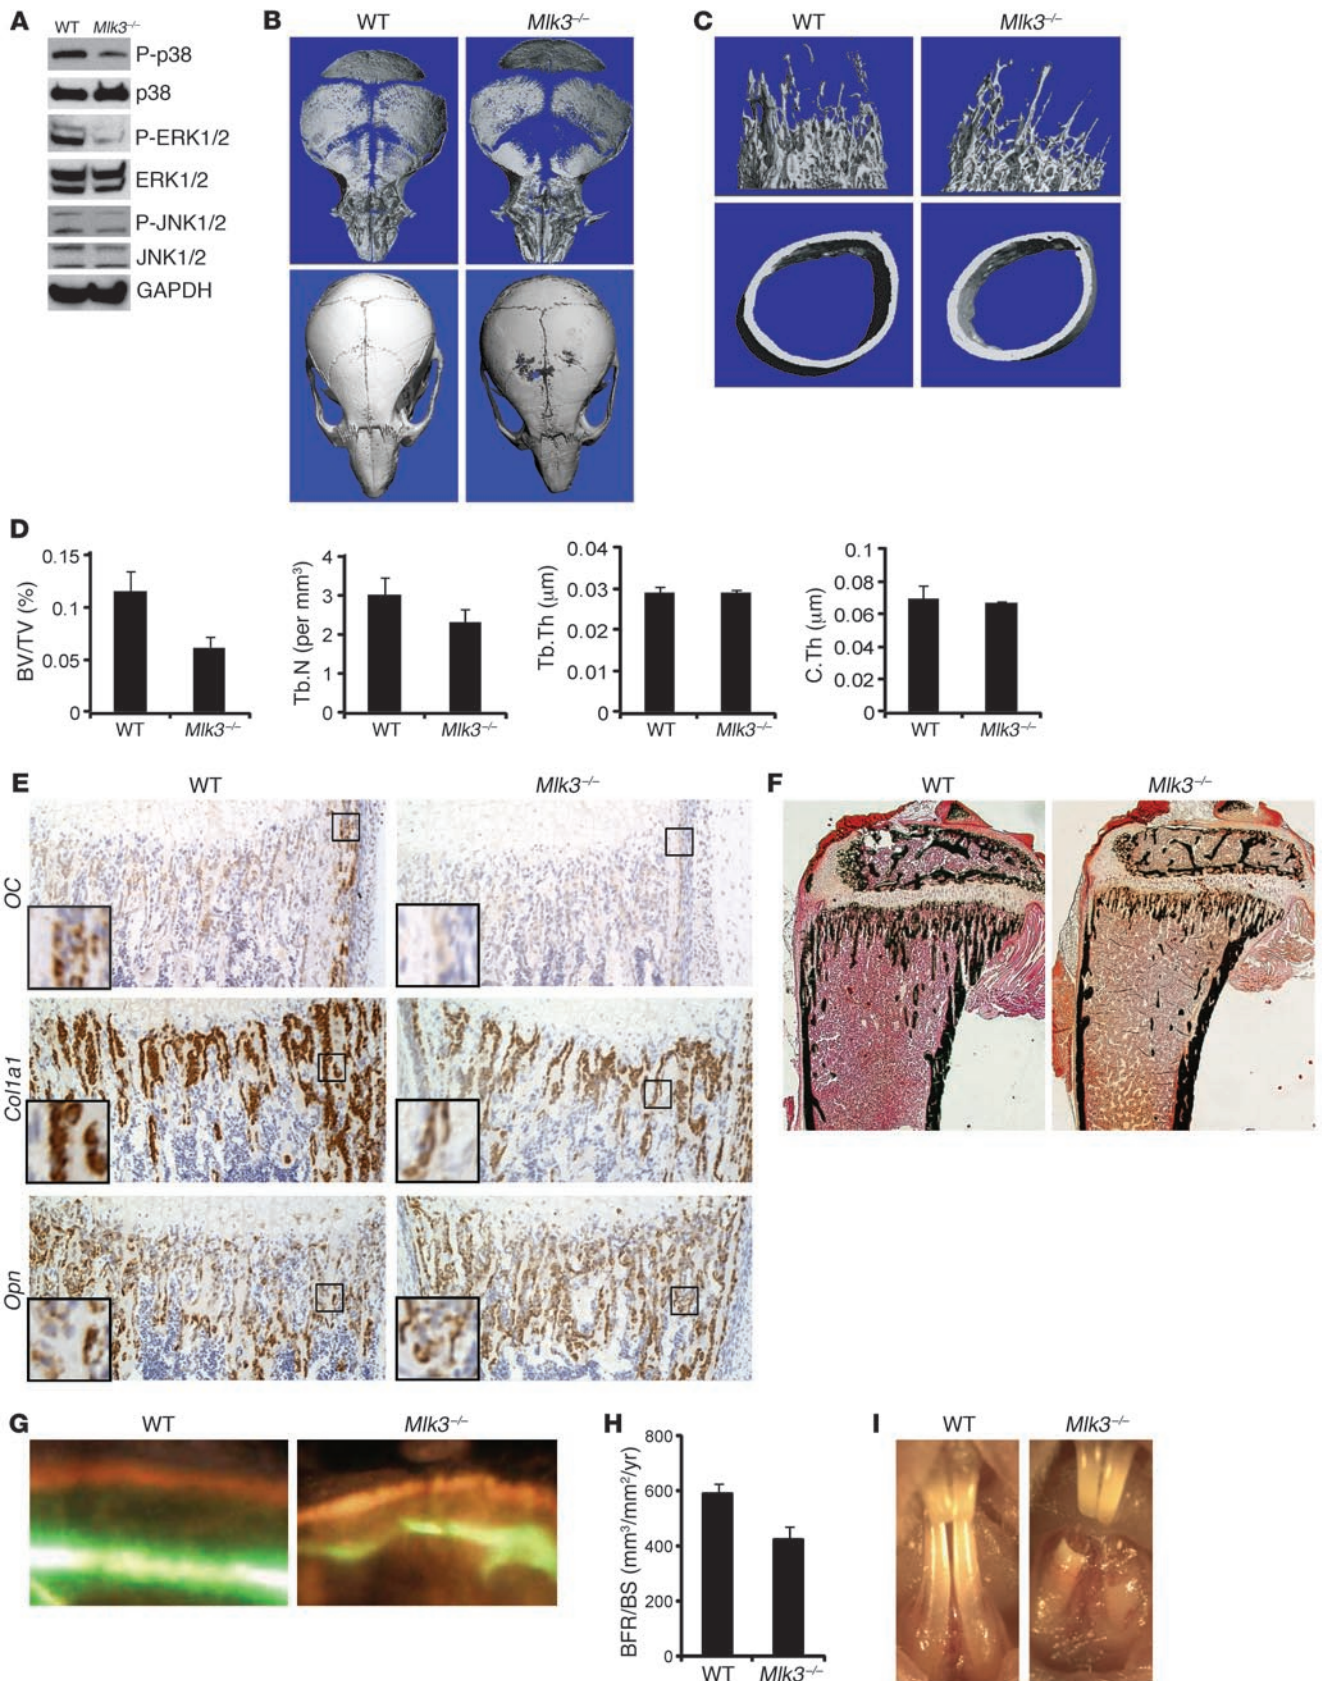 A
WT Mlk3–/–
P-p38
p38
P-ERK1/2
ERK1/2
P-JNK1/2
JNK1/2
GAPDH
B
WT Mlk3–/–
C
WT Mlk3–/–
D
BV/TV (%)
0.15
0.1
0.05
0
WT Mlk3–/–
Tb.N (per mm³)
4
3
2
1
0
WT Mlk3–/–
Tb.Th (μm)
0.04
0.03
0.02
0.01
0
WT Mlk3–/–
C.Th (μm)
0.1
0.08
0.06
0.04
0.02
0
WT Mlk3–/–
E
WT Mlk3–/–
OC
Col1a1
Opn
F
WT Mlk3–/–
G
WT Mlk3–/–
H
BFR/BS (mm³/mm²/yr)
800
600
400
200
0
WT Mlk3–/–
I
WT Mlk3–/–